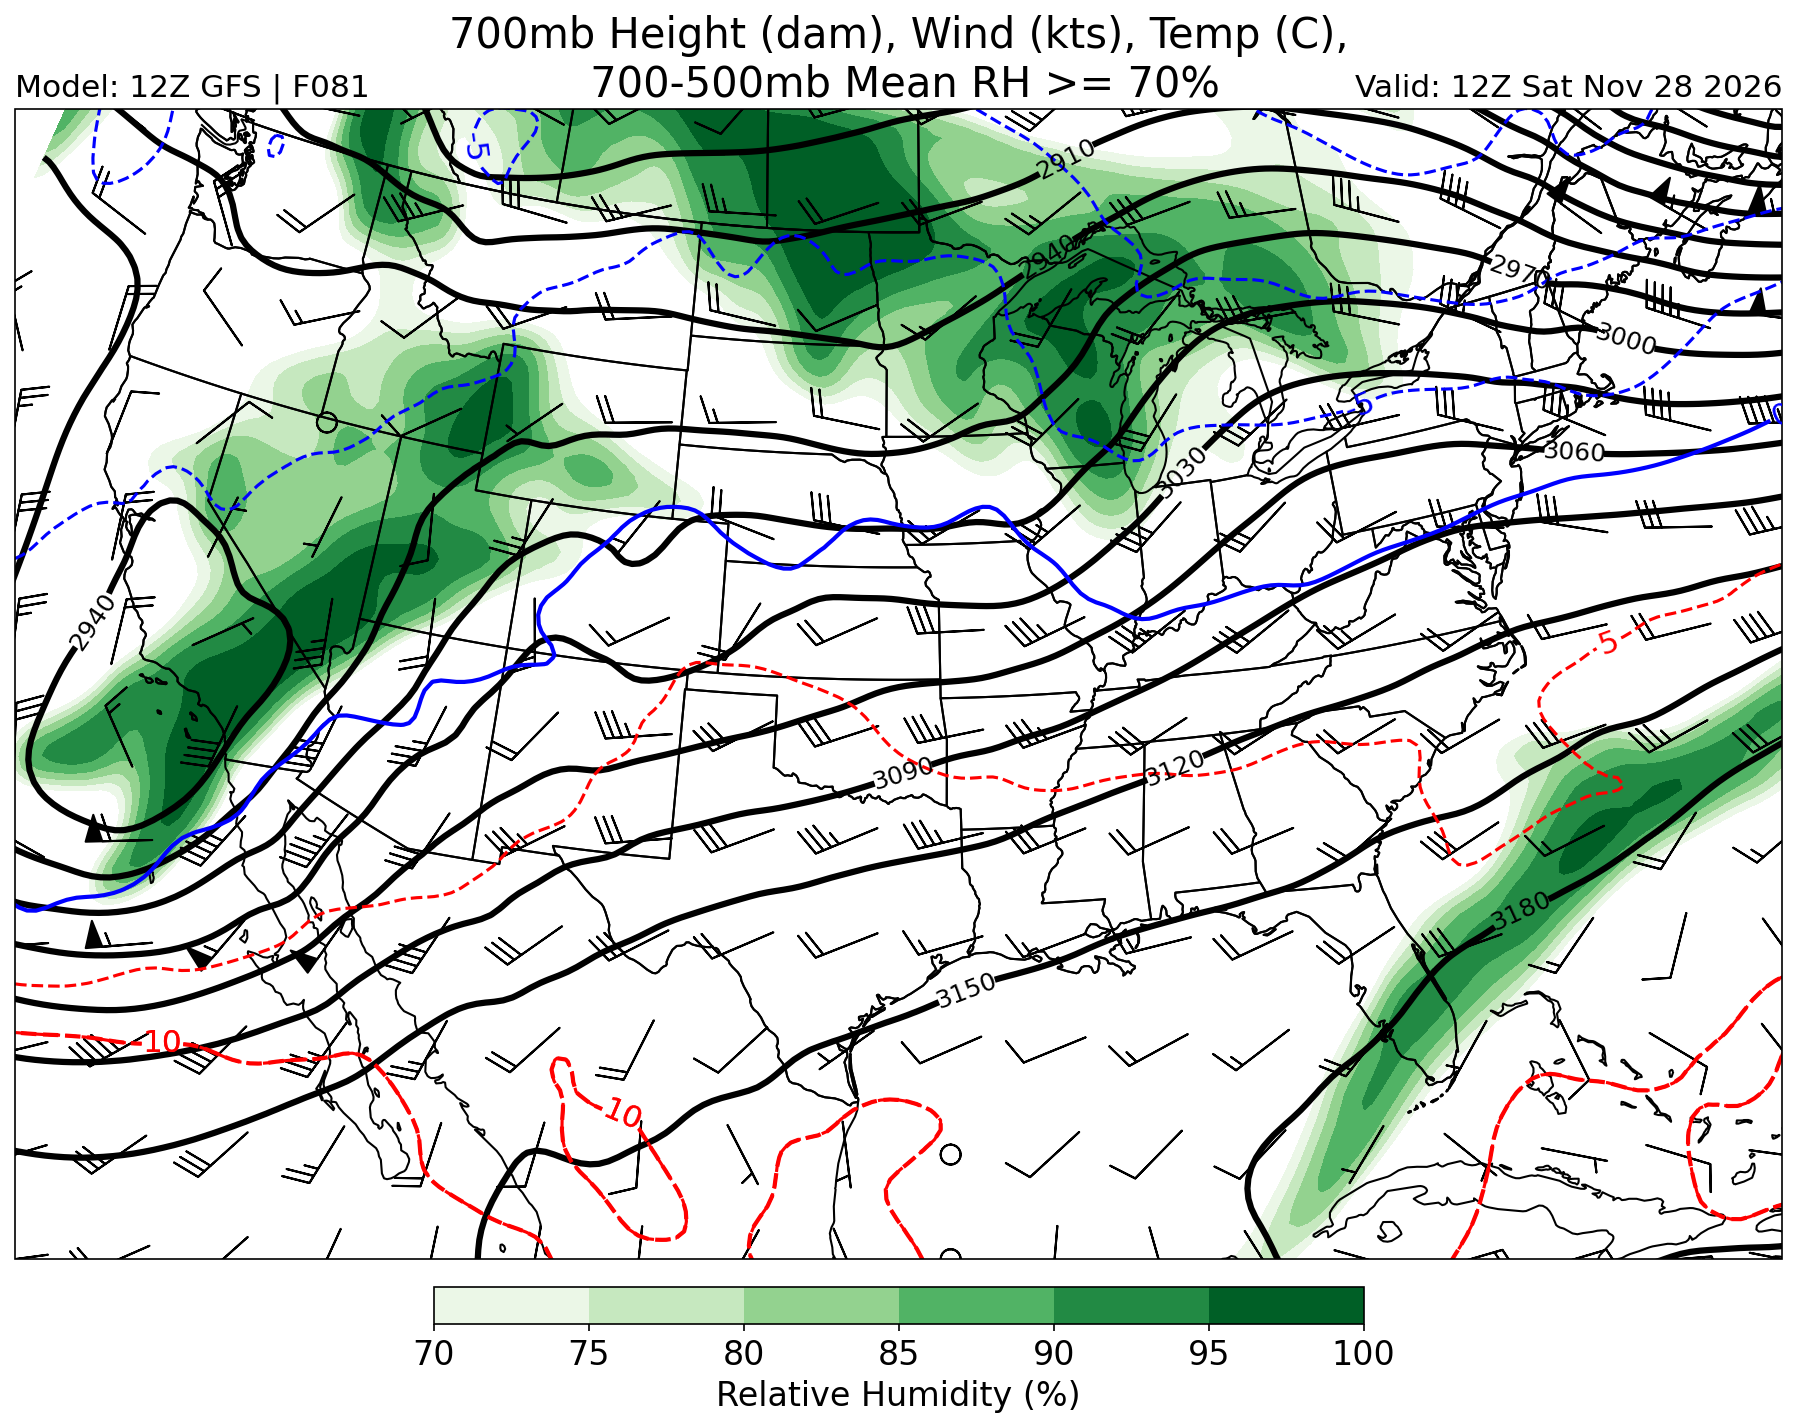 700mb Height (dam), Wind (kts), Temp (C),
700-500mb Mean RH >= 70%
Model: 12Z GFS | F081
Valid: 12Z Sat Nov 28 2026
5
2910
2940
2970
3000
5
0
3060
3030
2940
5
3090
3120
3180
3150
10
10
70 75 80 85 90 95 100
Relative Humidity (%)